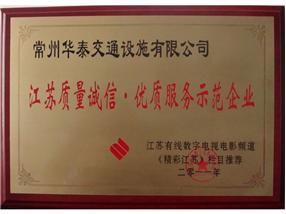 常州华泰交通设施有限公司
江苏质量诚信·优质服务示范企业
江苏有线数字电视电影频道
《精彩江苏》栏目推荐
二零一一年